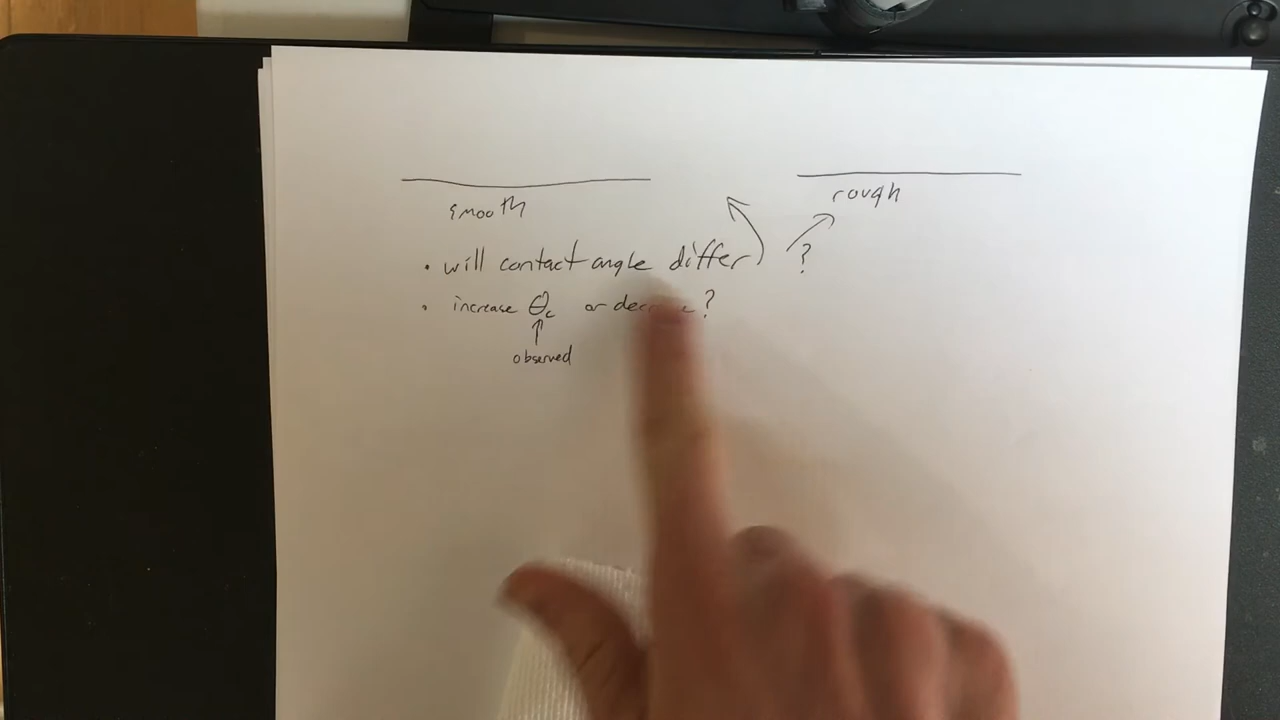 smooth
rough
• will contact angle differ ?
• increase θc or ?
observed